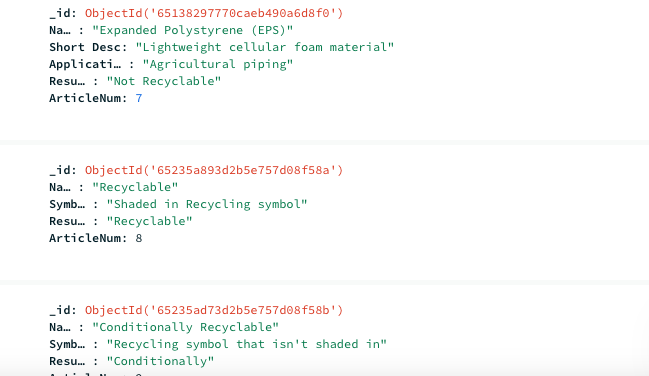 _id: ObjectId('65138297770caeb490a6d8f0')
Na… : "Expanded Polystyrene (EPS)"
Short Desc: "Lightweight cellular foam material"
Applicati… : "Agricultural piping"
Resu… : "Not Recyclable"
ArticleNum: 7
_id: ObjectId('65235a893d2b5e757d08f58a')
Na… : "Recyclable"
Symb… : "Shaded in Recycling symbol"
Resu… : "Recyclable"
ArticleNum: 8
_id: ObjectId('65235ad73d2b5e757d08f58b')
Na… : "Conditionally Recyclable"
Symb… : "Recycling symbol that isn't shaded in"
Resu… : "Conditionally"